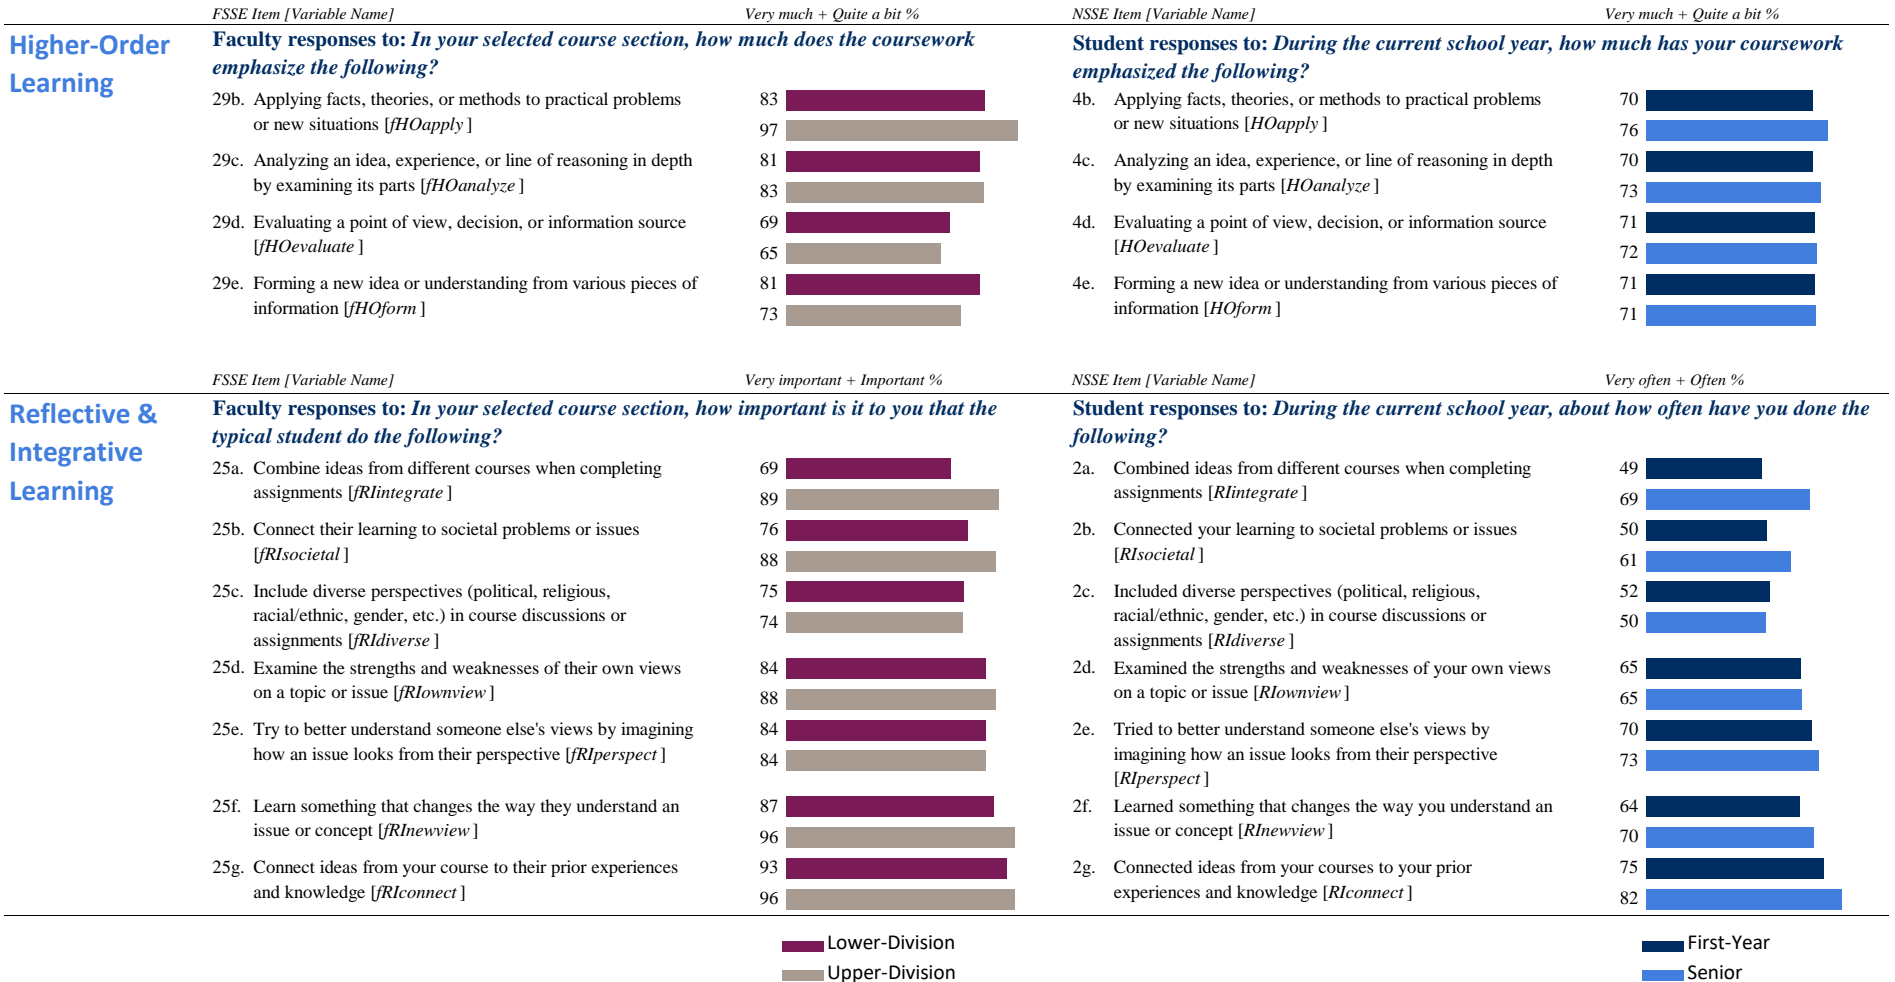 FSSE Item [Variable Name] Very much + Quite a bit % NSSE Item [Variable Name] Very much + Quite a bit %
Higher-Order
Learning
Faculty responses to: In your selected course section, how much does the coursework
emphasize the following?
Student responses to: During the current school year, how much has your coursework
emphasized the following?
29b. Applying facts, theories, or methods to practical problems 83
or new situations [fHOapply ] 97
4b. Applying facts, theories, or methods to practical problems 70
or new situations [HOapply ] 76
29c. Analyzing an idea, experience, or line of reasoning in depth 81
by examining its parts [fHOanalyze ] 83
4c. Analyzing an idea, experience, or line of reasoning in depth 70
by examining its parts [HOanalyze ] 73
29d. Evaluating a point of view, decision, or information source 69
[fHOevaluate ] 65
4d. Evaluating a point of view, decision, or information source 71
[HOevaluate ] 72
29e. Forming a new idea or understanding from various pieces of 81
information [fHOform ] 73
4e. Forming a new idea or understanding from various pieces of 71
information [HOform ] 71
FSSE Item [Variable Name] Very important + Important % NSSE Item [Variable Name] Very often + Often %
Reflective &
Integrative
Learning
Faculty responses to: In your selected course section, how important is it to you that the
typical student do the following?
Student responses to: During the current school year, about how often have you done the
following?
25a. Combine ideas from different courses when completing 69
assignments [fRIintegrate ] 89
2a. Combined ideas from different courses when completing 49
assignments [RIintegrate ] 69
25b. Connect their learning to societal problems or issues 76
[fRIsocietal ] 88
2b. Connected your learning to societal problems or issues 50
[RIsocietal ] 61
25c. Include diverse perspectives (political, religious, 75
racial/ethnic, gender, etc.) in course discussions or 74
assignments [fRIdiverse ]
2c. Included diverse perspectives (political, religious, 52
racial/ethnic, gender, etc.) in course discussions or 50
assignments [RIdiverse ]
25d. Examine the strengths and weaknesses of their own views 84
on a topic or issue [fRIownview ] 88
2d. Examined the strengths and weaknesses of your own views 65
on a topic or issue [RIownview ] 65
25e. Try to better understand someone else's views by imagining 84
how an issue looks from their perspective [fRIperspect ] 84
2e. Tried to better understand someone else's views by 70
imagining how an issue looks from their perspective 73
[RIperspect ]
25f. Learn something that changes the way they understand an 87
issue or concept [fRInewview ] 96
2f. Learned something that changes the way you understand an 64
issue or concept [RInewview ] 70
25g. Connect ideas from your course to their prior experiences 93
and knowledge [fRIconnect ] 96
2g. Connected ideas from your courses to your prior 75
experiences and knowledge [RIconnect ] 82
Lower-Division
Upper-Division
First-Year
Senior